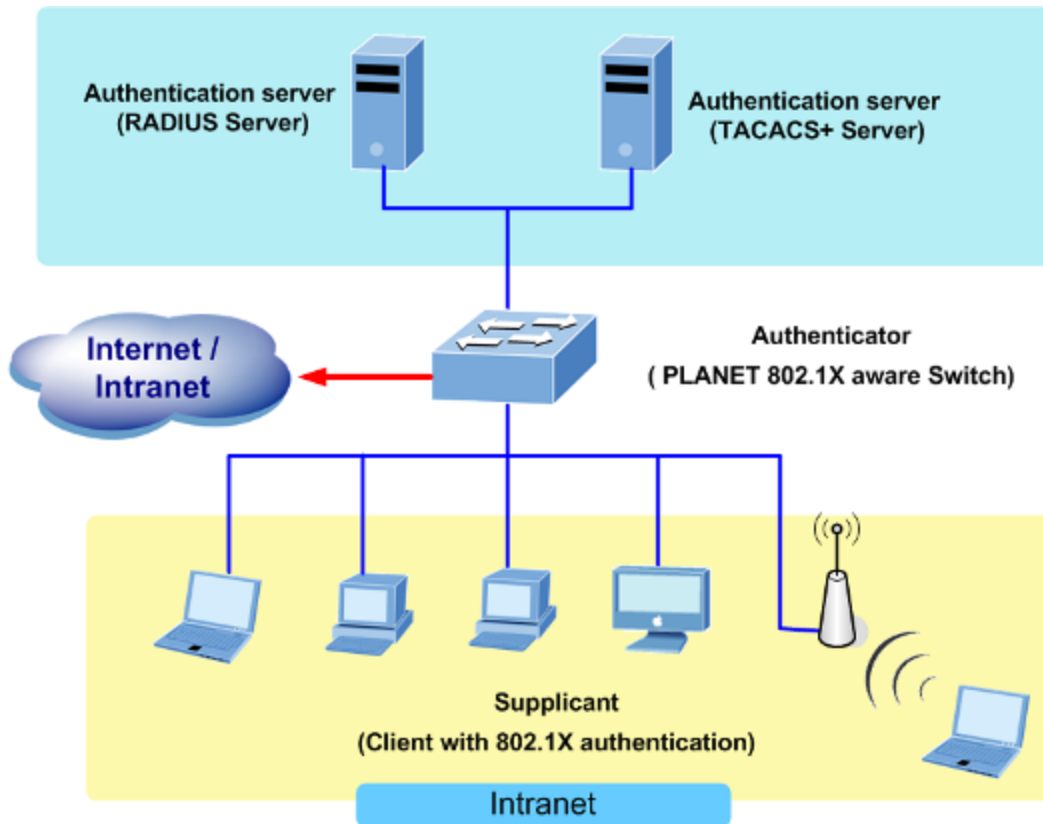 Authentication server
(RADIUS Server)
Authentication server
(TACACS+ Server)
Internet /
Intranet
Authenticator
( PLANET 802.1X aware Switch)
Supplicant
(Client with 802.1X authentication)
Intranet